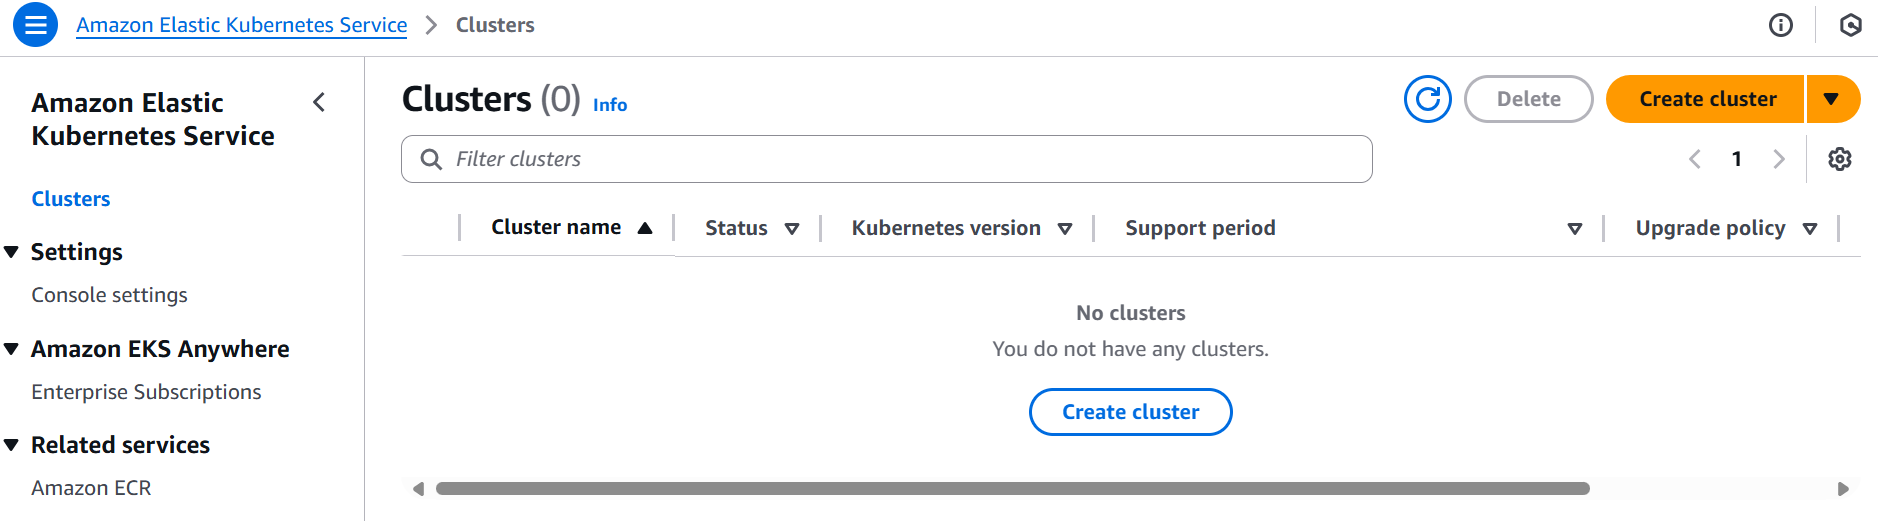 Amazon Elastic Kubernetes Service > Clusters
Amazon Elastic
Kubernetes Service
Clusters
Settings
Console settings
Amazon EKS Anywhere
Enterprise Subscriptions
Related services
Amazon ECR
Clusters (0) Info
Delete
Create cluster
Filter clusters
1
Cluster name Status Kubernetes version Support period Upgrade policy
No clusters
You do not have any clusters.
Create cluster